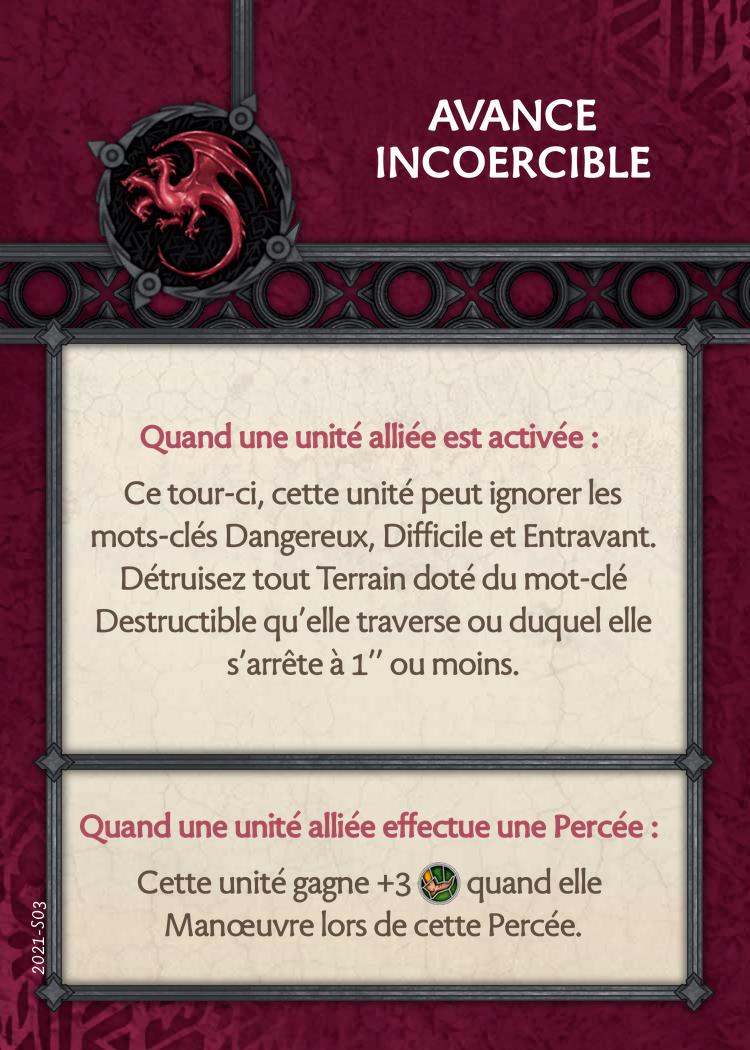 AVANCE
INCOERCIBLE
Quand une unité alliée est activée :
Ce tour-ci, cette unité peut ignorer les
mots-clés Dangereux, Difficile et Entravant.
Détruisez tout Terrain doté du mot-clé
Destructible qu’elle traverse ou duquel elle
s’arrête à 1’’ ou moins.
Quand une unité alliée effectue une Percée :
Cette unité gagne +3 quand elle
Manœuvre lors de cette Percée.
2021-S03